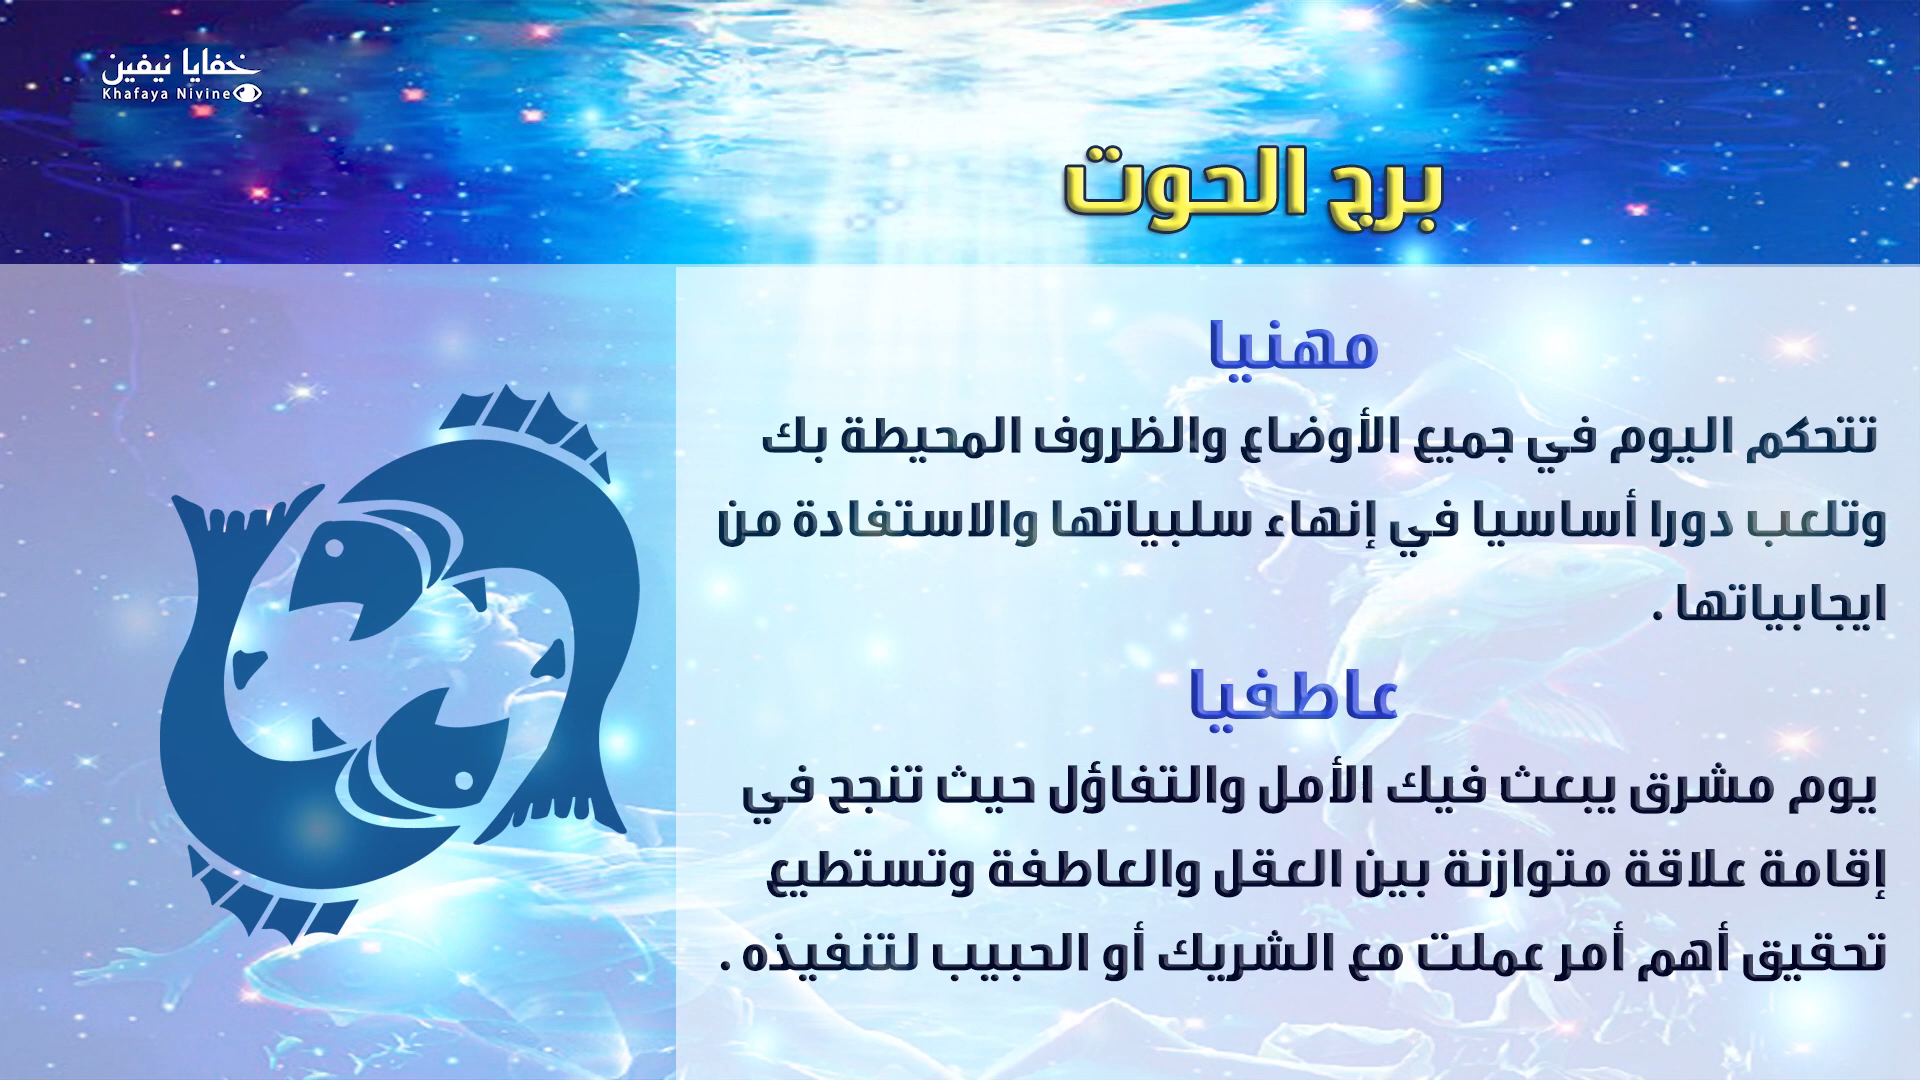 خفايا نيفين
Khafaya Nivine
برج الحوت
مهنيا
تتحكم اليوم في جميع الأوضاع والظروف المحيطة بك
وتلعب دورا أساسيا في إنهاء سلبياتها والاستفادة من
ايجابياتها .
عاطفيا
يوم مشرق يبعث فيك الأمل والتفاؤل حيث تنجح في
إقامة علاقة متوازنة بين العقل والعاطفة وتستطيع
تحقيق أهم أمر عملت مع الشريك أو الحبيب لتنفيذه .